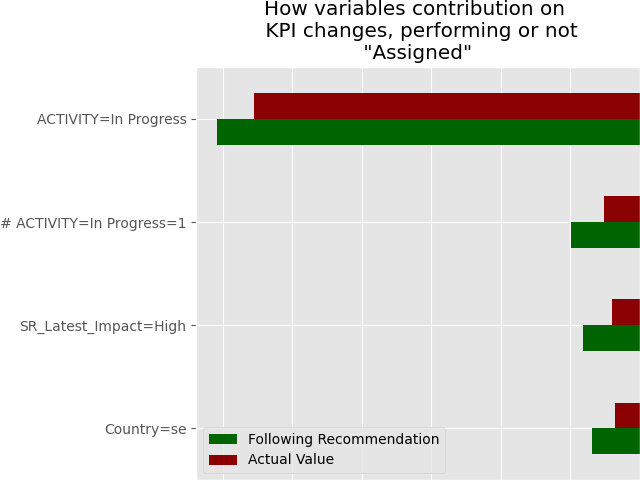 How variables contribution on
KPI changes, performing or not
"Assigned"
ACTIVITY=In Progress
# ACTIVITY=In Progress=1
SR_Latest_Impact=High
Country=se
Following Recommendation
Actual Value